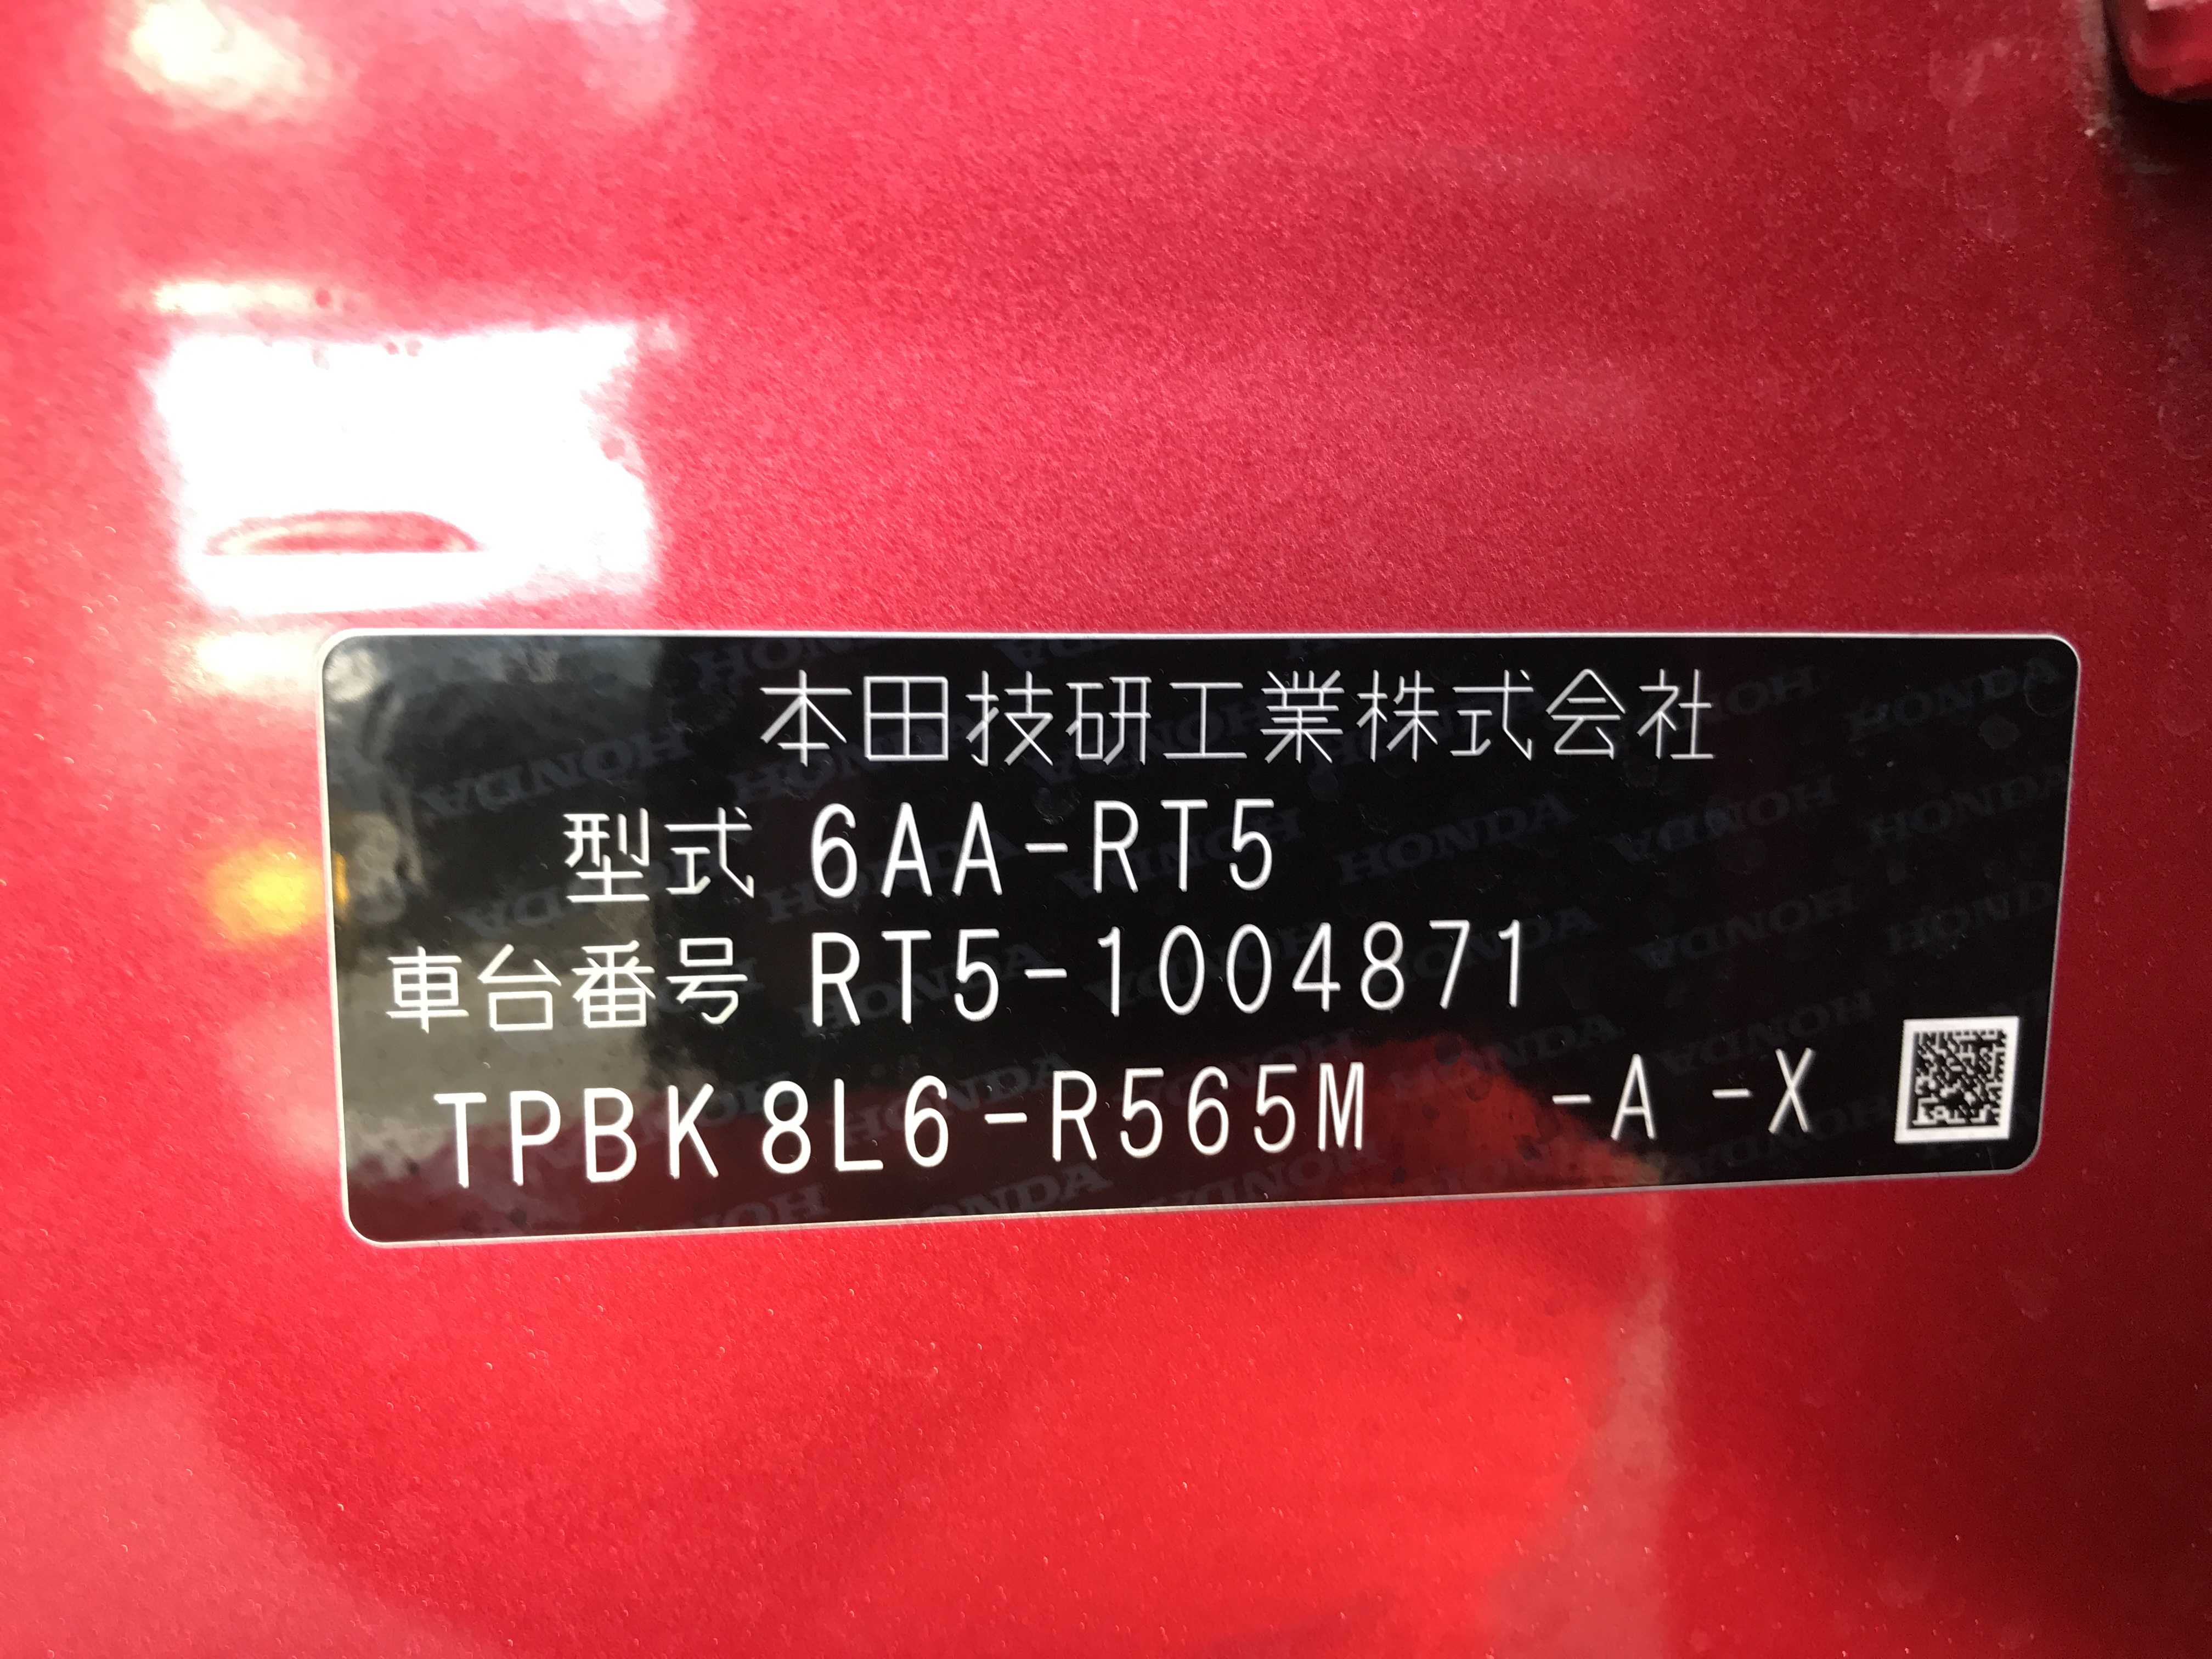 本田技研工業株式会社
型式 6AA-RT5
車台番号 RT5-1004871
TPBK8L6-R565M -A -X